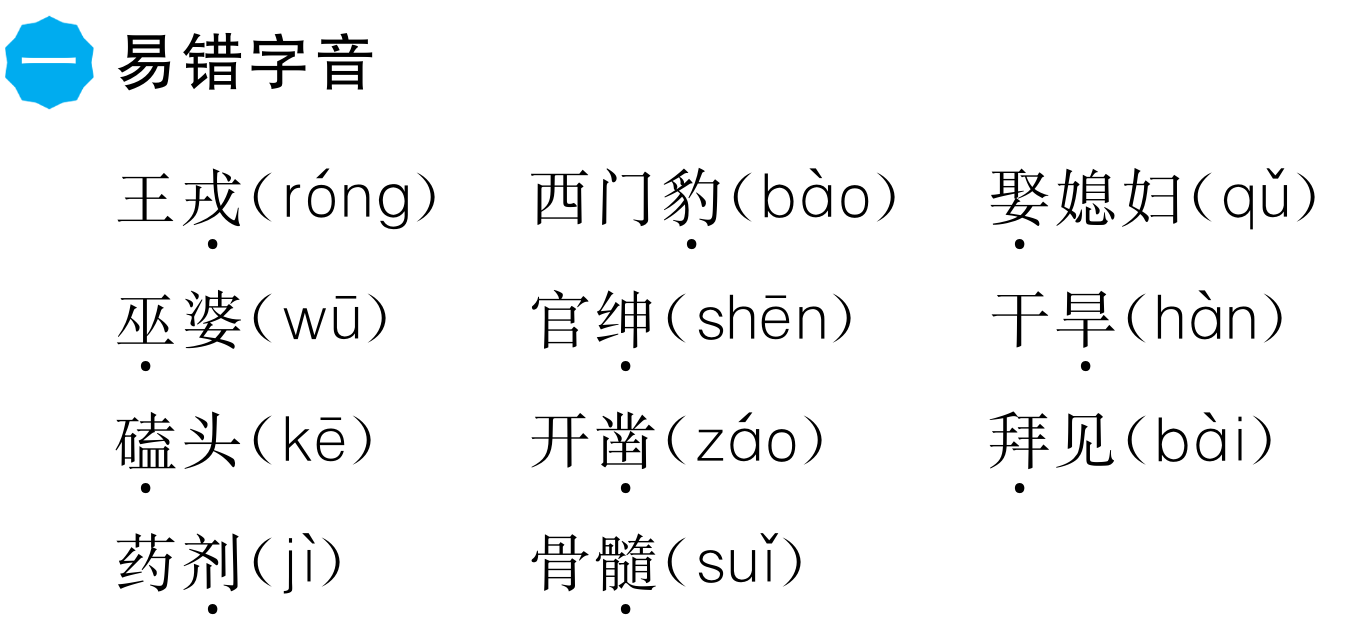 一 易错字音
王戎(róng) 西门豹(bào) 娶媳妇(qǔ)
巫婆(wū) 官绅(shēn) 干旱(hàn)
磕头(kē) 开凿(záo) 拜见(bài)
药剂(jì) 骨髓(suǐ)